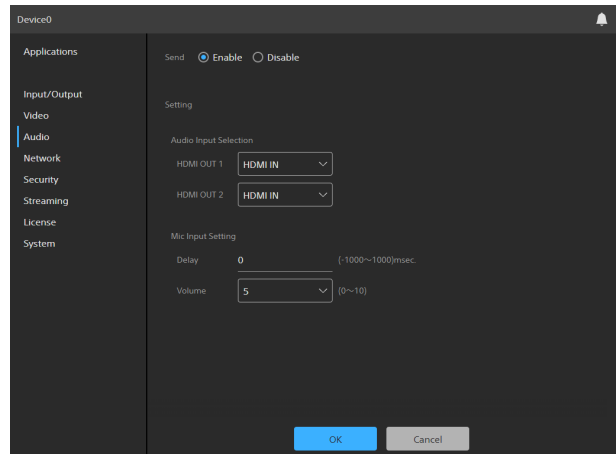 Device0
Applications
Input/Output
Video
Audio
Network
Security
Streaming
License
System
Send Enable Disable
Setting
Audio Input Selection
HDMI OUT 1 HDMI IN
HDMI OUT 2 HDMI IN
Mic Input Setting
Delay 0 (-1000～1000)msec.
Volume 5 (0～10)
OK Cancel